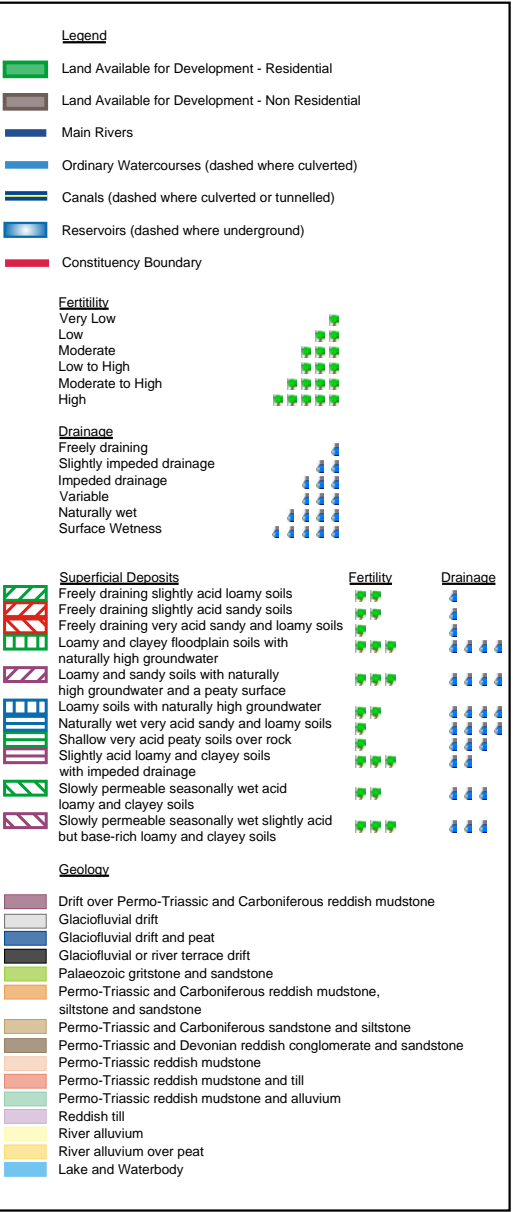 Legend
Land Available for Development - Residential
Land Available for Development - Non Residential
Main Rivers
Ordinary Watercourses (dashed where culverted)
Canals (dashed where culverted or tunnelled)
Reservoirs (dashed where underground)
Constituency Boundary
Fertitility
Very Low
Low
Moderate
Low to High
Moderate to High
High
Drainage
Freely draining
Slightly impeded drainage
Impeded drainage
Variable
Naturally wet
Surface Wetness
Superficial Deposits Fertility Drainage
Freely draining slightly acid loamy soils
Freely draining slightly acid sandy soils
Freely draining very acid sandy and loamy soils
Loamy and clayey floodplain soils with
naturally high groundwater
Loamy and sandy soils with naturally
high groundwater and a peaty surface
Loamy soils with naturally high groundwater
Naturally wet very acid sandy and loamy soils
Shallow very acid peaty soils over rock
Slightly acid loamy and clayey soils
with impeded drainage
Slowly permeable seasonally wet acid
loamy and clayey soils
Slowly permeable seasonally wet slightly acid
but base-rich loamy and clayey soils
Geology
Drift over Permo-Triassic and Carboniferous reddish mudstone
Glaciofluvial drift
Glaciofluvial drift and peat
Glaciofluvial or river terrace drift
Palaeozoic gritstone and sandstone
Permo-Triassic and Carboniferous reddish mudstone,
siltstone and sandstone
Permo-Triassic and Carboniferous sandstone and siltstone
Permo-Triassic and Devonian reddish conglomerate and sandstone
Permo-Triassic reddish mudstone
Permo-Triassic reddish mudstone and till
Permo-Triassic reddish mudstone and alluvium
Reddish till
River alluvium
River alluvium over peat
Lake and Waterbody